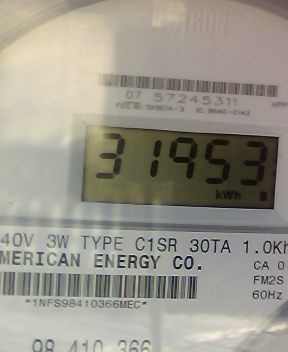 07 57245311
31953
kWh
40V 3W TYPE C1SR 30TA 1.0Kh
MERICAN ENERGY CO.
CA 0
FM2S
60Hz
*1NFS98410366MEC*
98 410 366